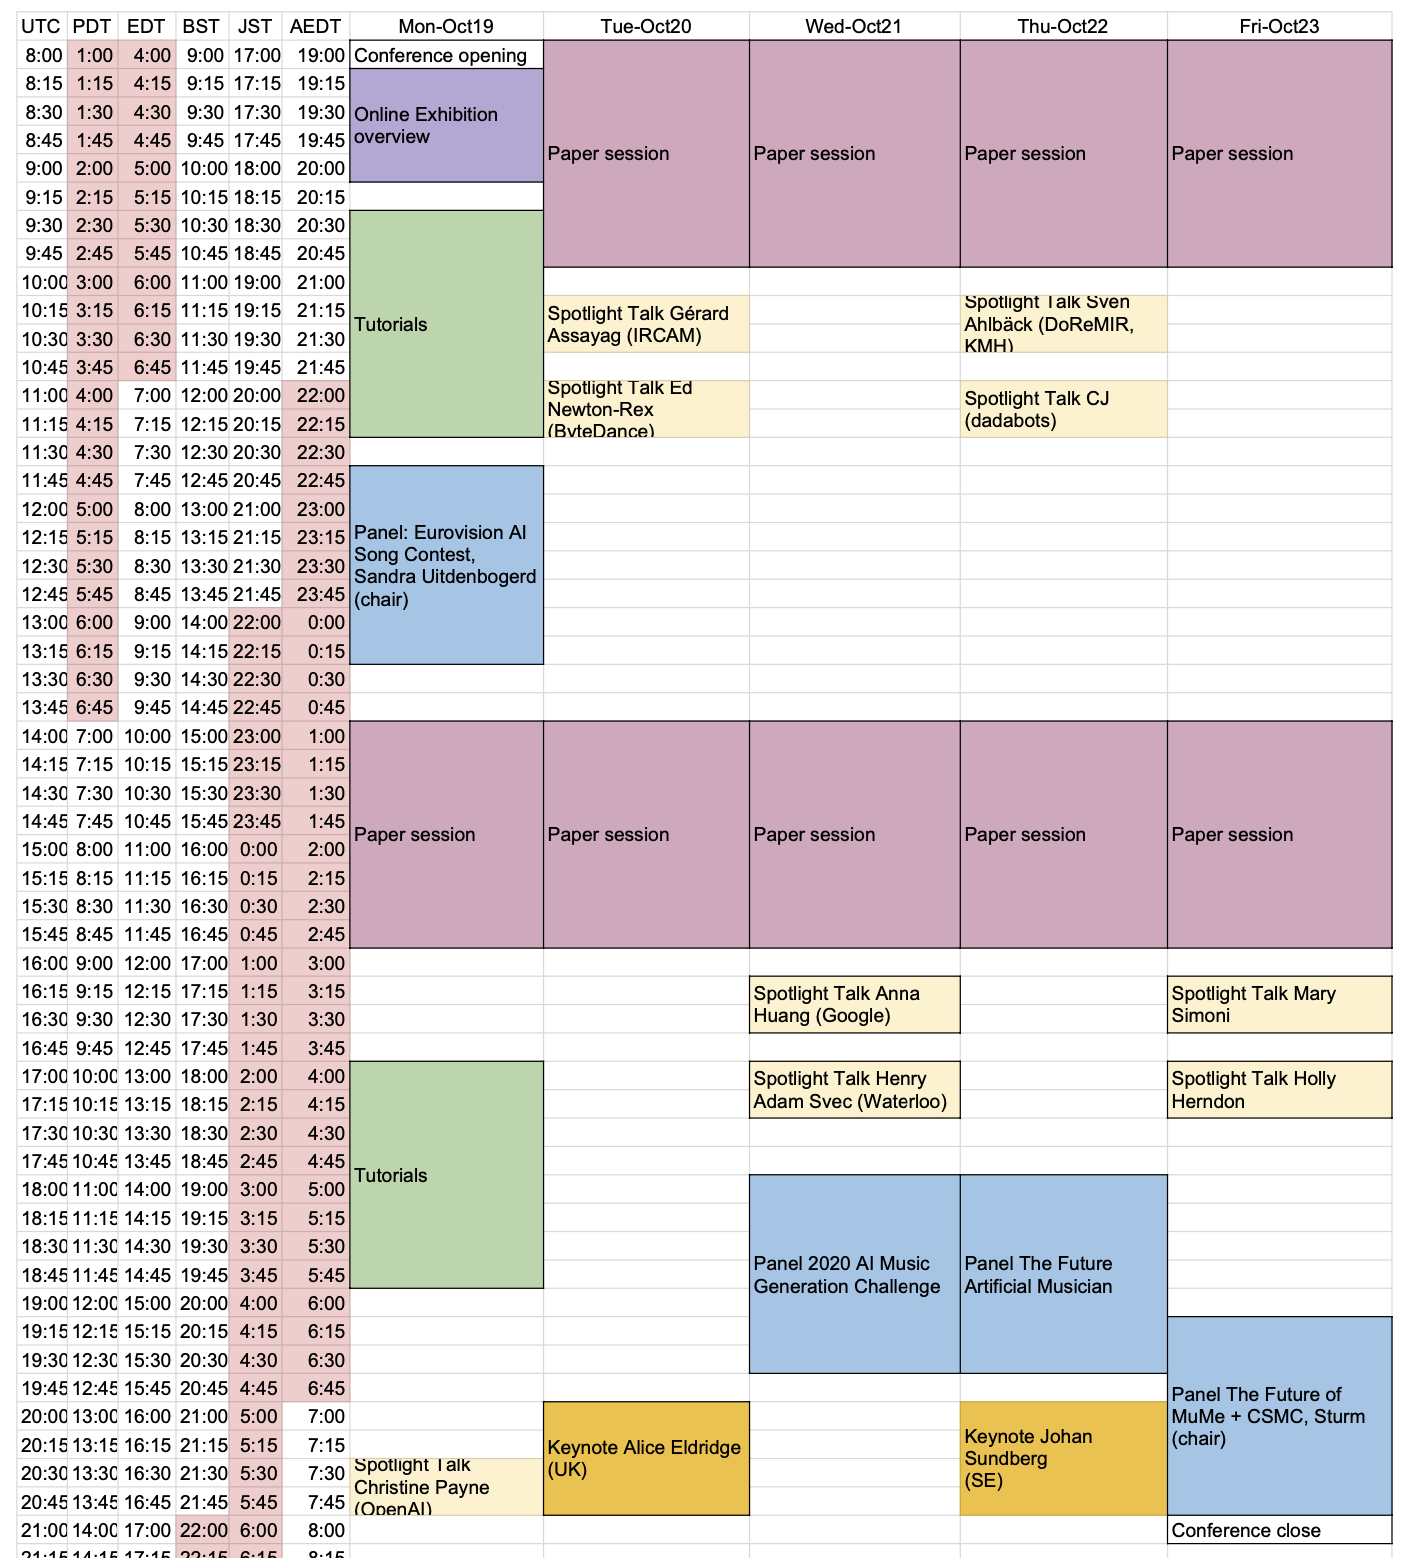 UTC PDT EDT BST JST AEDT Mon-Oct19 Tue-Oct20 Wed-Oct21 Thu-Oct22 Fri-Oct23
8:00 1:00 4:00 9:00 17:00 19:00 Conference opening
8:15 1:15 4:15 9:15 17:15 19:15
8:30 1:30 4:30 9:30 17:30 19:30 Online Exhibition
8:45 1:45 4:45 9:45 17:45 19:45 overview
Paper session Paper session Paper session Paper session
9:00 2:00 5:00 10:00 18:00 20:00
9:15 2:15 5:15 10:15 18:15 20:15
9:30 2:30 5:30 10:30 18:30 20:30
9:45 2:45 5:45 10:45 18:45 20:45
10:00 3:00 6:00 11:00 19:00 21:00
10:15 3:15 6:15 11:15 19:15 21:15
Tutorials
Spotlight Talk Gérard
Assayag (IRCAM)
Spotlight Talk Sven
Ahlbäck (DoReMIR,
KMH)
10:30 3:30 6:30 11:30 19:30 21:30
10:45 3:45 6:45 11:45 19:45 21:45
11:00 4:00 7:00 12:00 20:00 22:00
Spotlight Talk Ed
Newton-Rex
(ByteDance)
Spotlight Talk CJ
(dadabots)
11:15 4:15 7:15 12:15 20:15 22:15
11:30 4:30 7:30 12:30 20:30 22:30
11:45 4:45 7:45 12:45 20:45 22:45
12:00 5:00 8:00 13:00 21:00 23:00
Panel: Eurovision AI
Song Contest,
Sandra Uitdenbogerd
(chair)
12:15 5:15 8:15 13:15 21:15 23:15
12:30 5:30 8:30 13:30 21:30 23:30
12:45 5:45 8:45 13:45 21:45 23:45
13:00 6:00 9:00 14:00 22:00 0:00
13:15 6:15 9:15 14:15 22:15 0:15
13:30 6:30 9:30 14:30 22:30 0:30
13:45 6:45 9:45 14:45 22:45 0:45
14:00 7:00 10:00 15:00 23:00 1:00
14:15 7:15 10:15 15:15 23:15 1:15
14:30 7:30 10:30 15:30 23:30 1:30
14:45 7:45 10:45 15:45 23:45 1:45
Paper session Paper session Paper session Paper session Paper session
15:00 8:00 11:00 16:00 0:00 2:00
15:15 8:15 11:15 16:15 0:15 2:15
15:30 8:30 11:30 16:30 0:30 2:30
15:45 8:45 11:45 16:45 0:45 2:45
16:00 9:00 12:00 17:00 1:00 3:00
16:15 9:15 12:15 17:15 1:15 3:15
Spotlight Talk Anna
Huang (Google)
Spotlight Talk Mary
Simoni
16:30 9:30 12:30 17:30 1:30 3:30
16:45 9:45 12:45 17:45 1:45 3:45
17:00 10:00 13:00 18:00 2:00 4:00
Spotlight Talk Henry
Adam Svec (Waterloo)
Spotlight Talk Holly
Herndon
17:15 10:15 13:15 18:15 2:15 4:15
17:30 10:30 13:30 18:30 2:30 4:30
17:45 10:45 13:45 18:45 2:45 4:45
Tutorials
18:00 11:00 14:00 19:00 3:00 5:00
18:15 11:15 14:15 19:15 3:15 5:15
18:30 11:30 14:30 19:30 3:30 5:30
Panel 2020 AI Music
Generation Challenge
Panel The Future
Artificial Musician
18:45 11:45 14:45 19:45 3:45 5:45
19:00 12:00 15:00 20:00 4:00 6:00
19:15 12:15 15:15 20:15 4:15 6:15
19:30 12:30 15:30 20:30 4:30 6:30
19:45 12:45 15:45 20:45 4:45 6:45
Panel The Future of
MuMe + CSMC, Sturm
(chair)
20:00 13:00 16:00 21:00 5:00 7:00
20:15 13:15 16:15 21:15 5:15 7:15
Keynote Alice Eldridge
(UK)
Keynote Johan
Sundberg
(SE)
20:30 13:30 16:30 21:30 5:30 7:30
Spotlight Talk
Christine Payne
(OpenAI)
20:45 13:45 16:45 21:45 5:45 7:45
21:00 14:00 17:00 22:00 6:00 8:00 Conference close
21:15 14:15 17:15 22:15 6:15 8:15